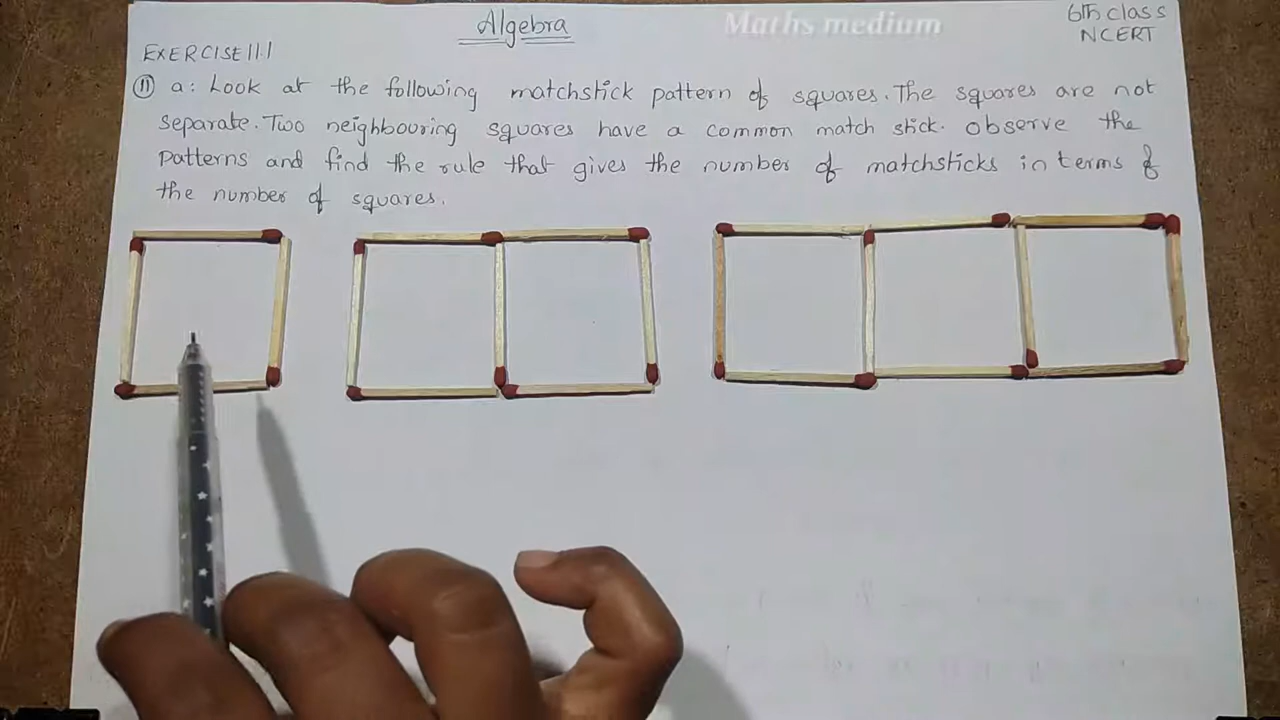 Algebra
Maths medium
6th class
NCERT
EXERCISE 11.1
11 a: Look at the following matchstick pattern of squares. The squares are not
separate. Two neighbouring squares have a common match stick. Observe the
Patterns and find the rule that gives the number of matchsticks in terms of
the number of squares.